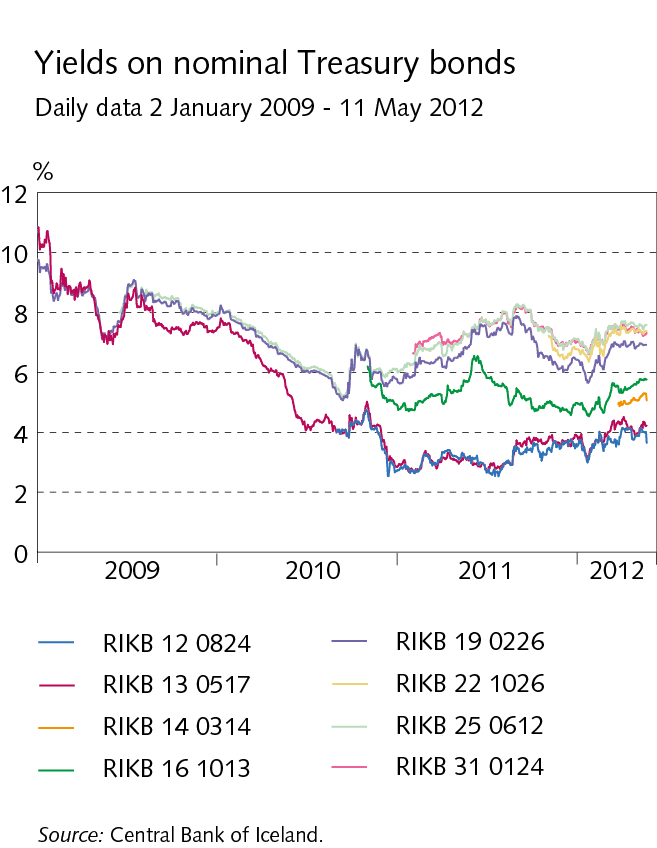 Yields on nominal Treasury bonds
Daily data 2 January 2009 - 11 May 2012
%
12
10
8
6
4
2
0
2009 2010 2011 2012
RIKB 12 0824 RIKB 19 0226
RIKB 13 0517 RIKB 22 1026
RIKB 14 0314 RIKB 25 0612
RIKB 16 1013 RIKB 31 0124
Source: Central Bank of Iceland.